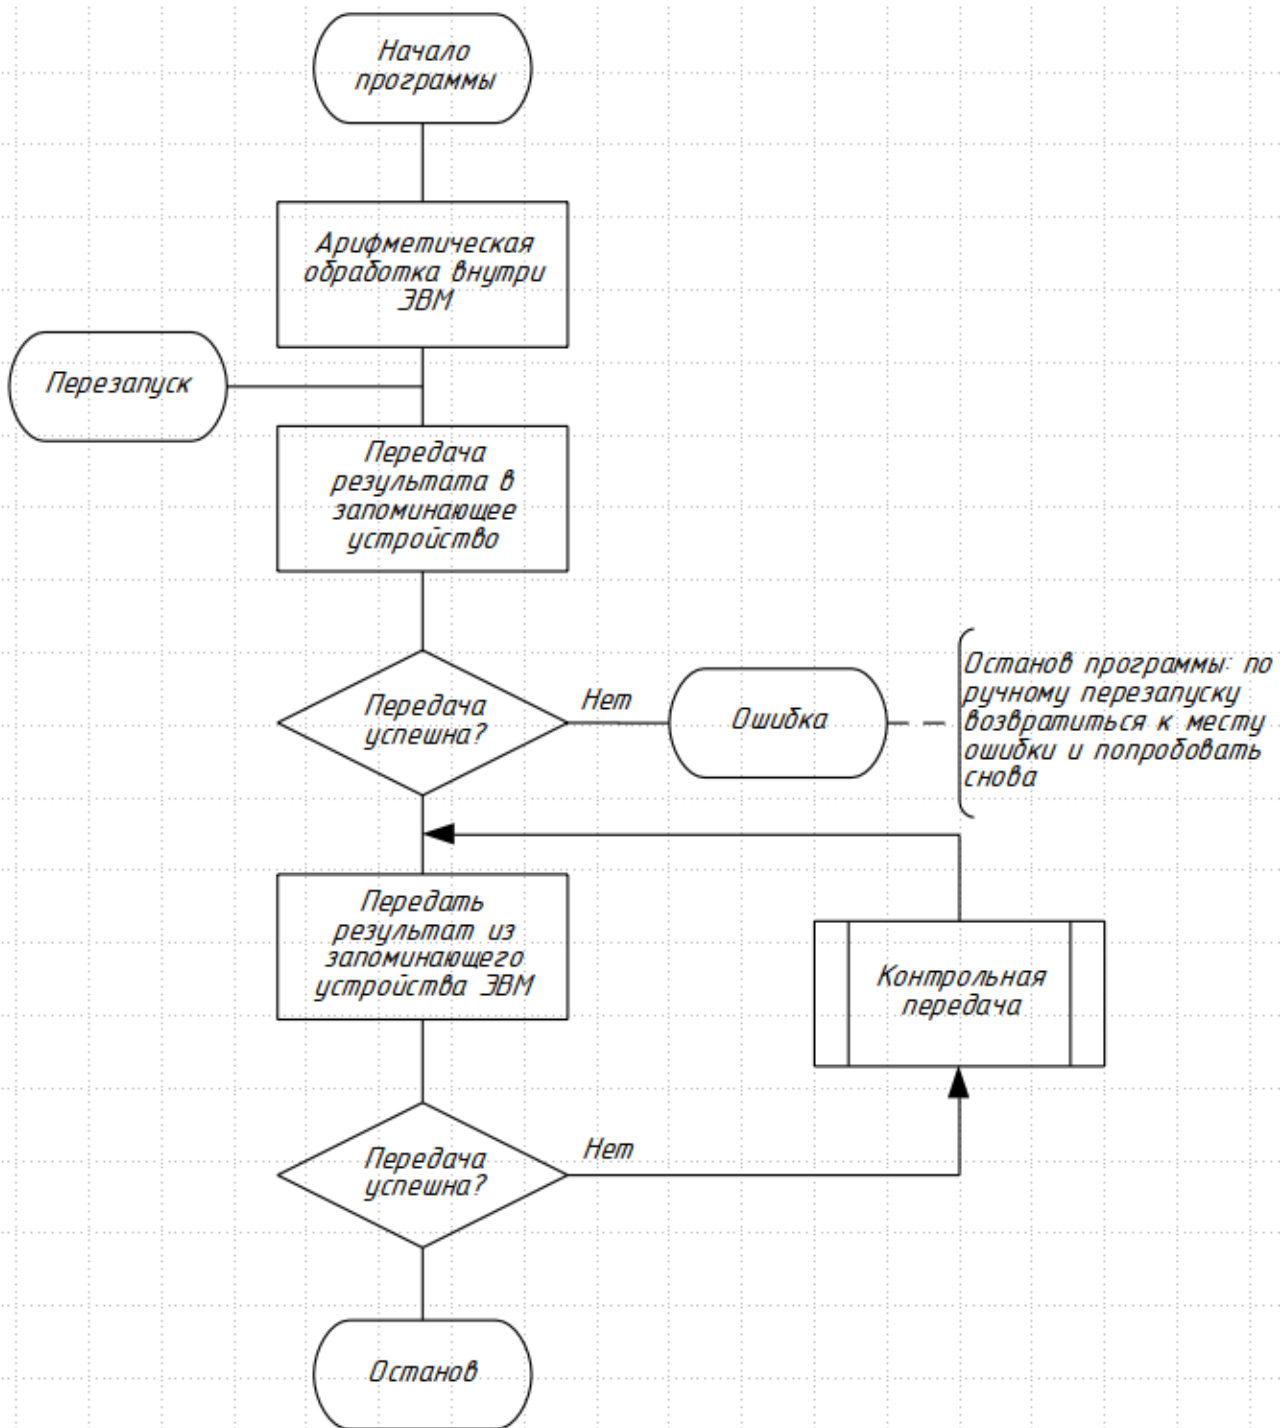 Начало
программы
Арифметическая
обработка внутри
ЭВМ
Перезапуск
Передача
результата в
запоминающее
устройство
Передача
успешна?
Нет
Ошибка
Останов программы: по
ручному перезапуску
возвратиться к месту
ошибки и попробовать
снова
Передать
результат из
запоминающего
устройства ЭВМ
Контрольная
передача
Передача
успешна?
Нет
Останов